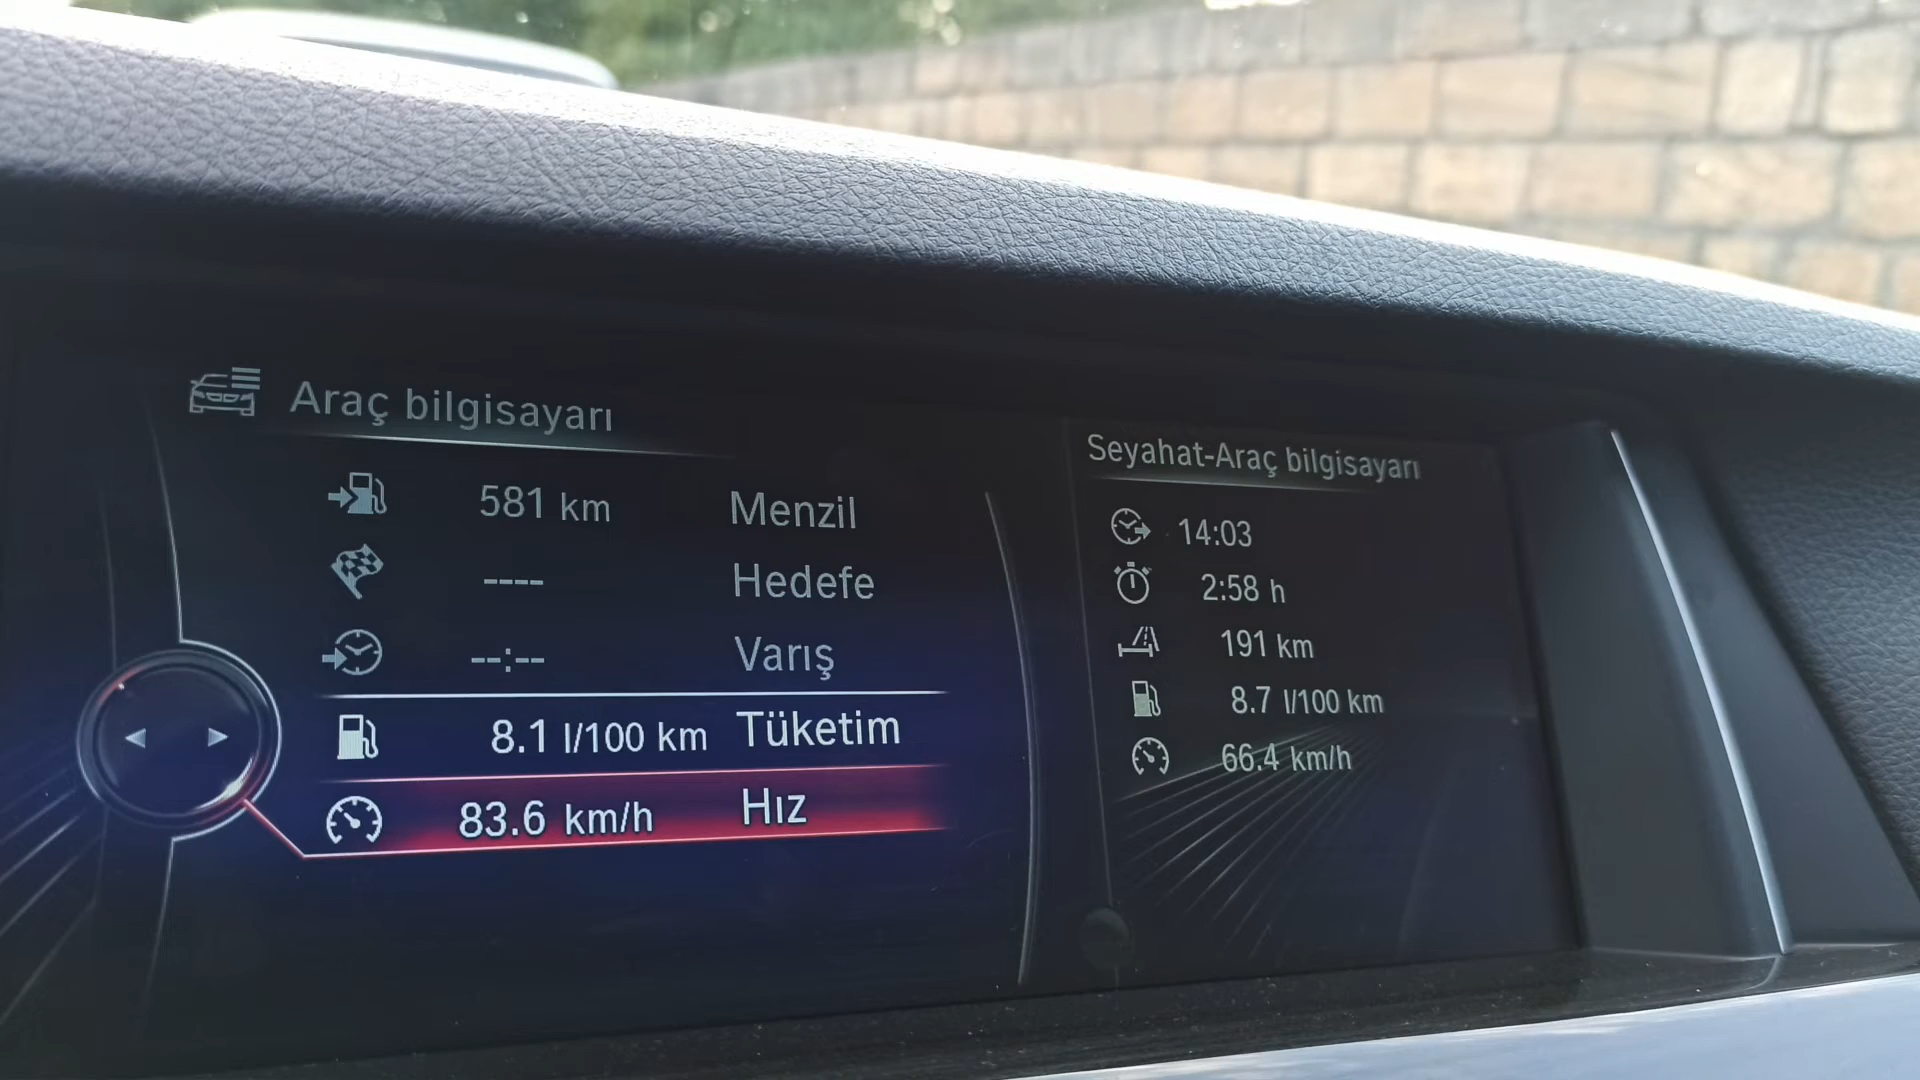 Araç bilgisayarı
581 km Menzil
---- Hedefe
--:-- Varış
8.1 l/100 km Tüketim
83.6 km/h Hız
Seyahat-Araç bilgisayarı
14:03
2:58 h
191 km
8.7 l/100 km
66.4 km/h